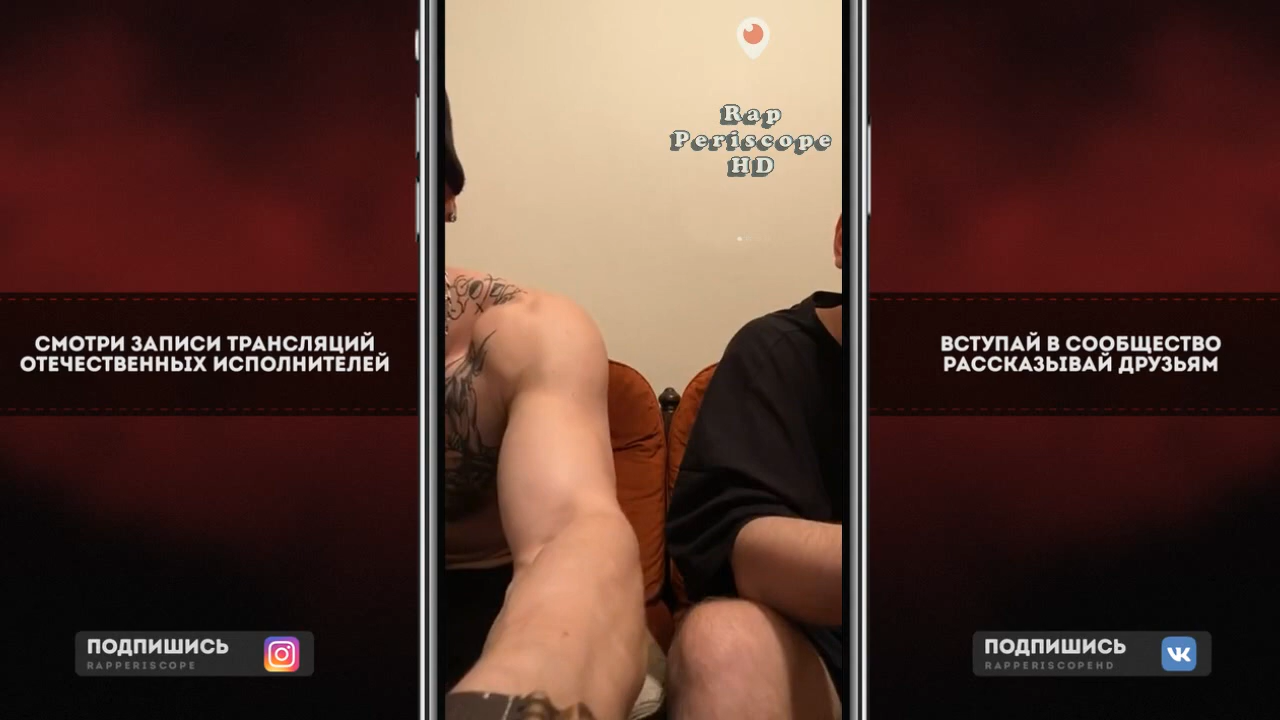 Rap
Periscope
HD
СМОТРИ ЗАПИСИ ТРАНСЛЯЦИЙ
ОТЕЧЕСТВЕННЫХ ИСПОЛНИТЕЛЕЙ
ВСТУПАЙ В СООБЩЕСТВО
РАССКАЗЫВАЙ ДРУЗЬЯМ
ПОДПИШИСЬ
RAPPERISCOPE
ПОДПИШИСЬ
RAPPERISCOPEHD